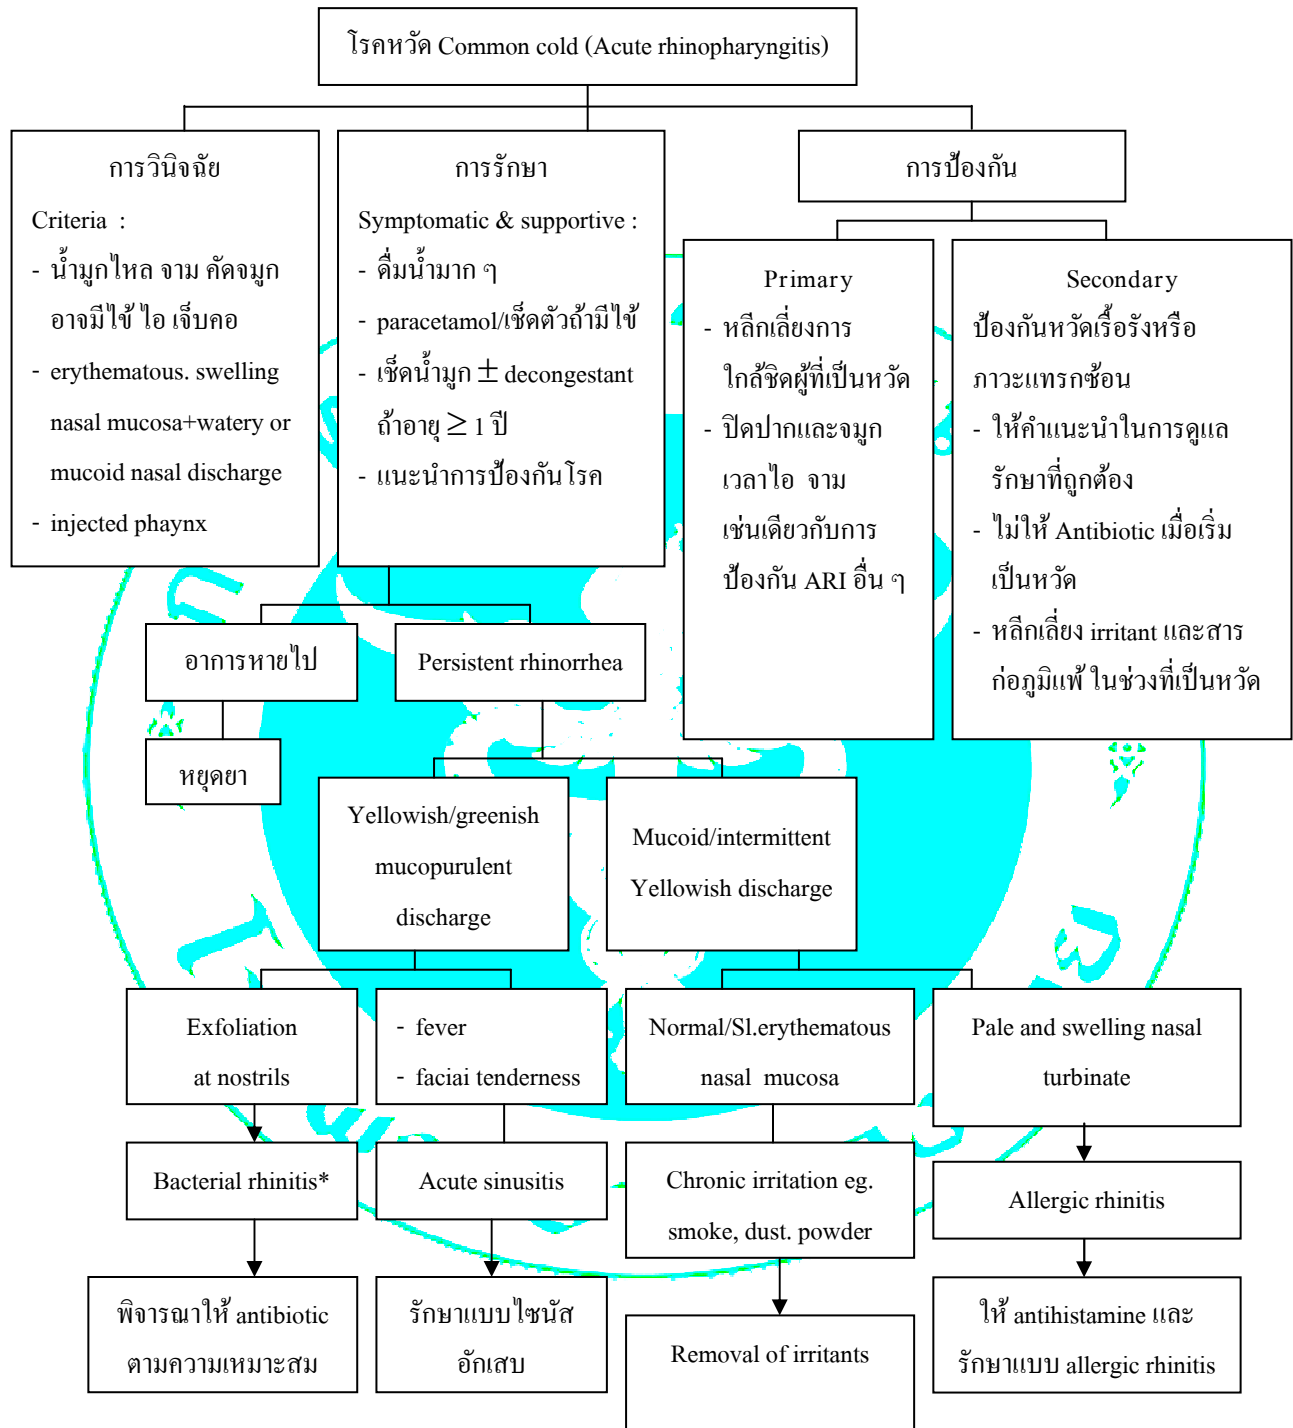 โรคหวัด Common cold (Acute rhinopharyngitis)
การวินิจฉัย
Criteria :
- น้ำมูกไหล จาม คัดจมูก
อาจมีไข้ ไอ เจ็บคอ
- erythematous. swelling
nasal mucosa+watery or
mucoid nasal discharge
- injected phaynx
การรักษา
Symptomatic & supportive :
- ดื่มน้ำมาก ๆ
- paracetamol/เช็ดตัวถ้ามีไข้
- เช็ดน้ำมูก ± decongestant
ถ้าอายุ ≥ 1 ปี
- แนะนำการป้องกันโรค
การป้องกัน
Primary
- หลีกเลี่ยงการ
ใกล้ชิดผู้ที่เป็นหวัด
- ปิดปากและจมูก
เวลาไอ จาม
เช่นเดียวกับการ
ป้องกัน ARI อื่น ๆ
Secondary
ป้องกันหวัดเรื้อรังหรือ
ภาวะแทรกซ้อน
- ให้คำแนะนำในการดูแล
รักษาที่ถูกต้อง
- ไม่ให้ Antibiotic เมื่อเริ่ม
เป็นหวัด
- หลีกเลี่ยง irritant และสาร
ก่อภูมิแพ้ ในช่วงที่เป็นหวัด
อาการหายไป
Persistent rhinorrhea
หยุดยา
Yellowish/greenish
mucopurulent
discharge
Mucoid/intermittent
Yellowish discharge
Exfoliation
at nostrils
- fever
- faciai tenderness
Normal/Sl.erythematous
nasal mucosa
Pale and swelling nasal
turbinate
Bacterial rhinitis*
Acute sinusitis
Chronic irritation eg.
smoke, dust. powder
Allergic rhinitis
พิจารณาให้ antibiotic
ตามความเหมาะสม
รักษาแบบไซนัส
อักเสบ
Removal of irritants
ให้ antihistamine และ
รักษาแบบ allergic rhinitis